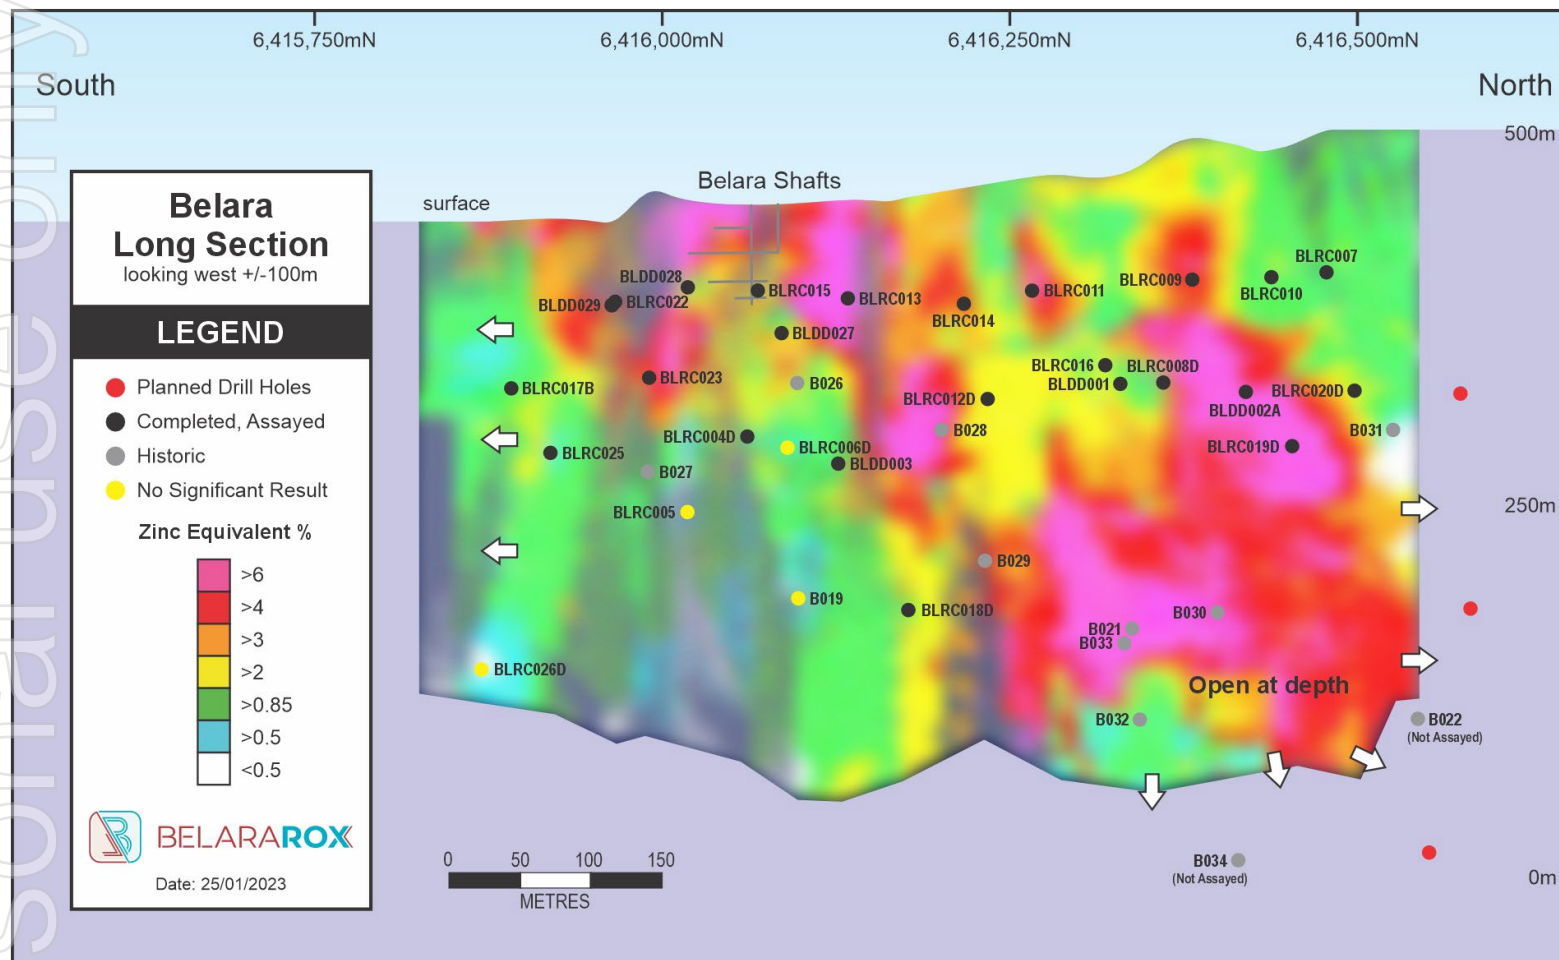 6,415,750mN
6,416,000mN
6,416,250mN
6,416,500mN
South
North
500m
Belara Shafts
surface
Belara
Long Section
looking west +/-100m
LEGEND
Planned Drill Holes
Completed, Assayed
Historic
No Significant Result
Zinc Equivalent %
>6
>4
>3
>2
>0.85
>0.5
<0.5
BELARAROX
Date: 25/01/2023
BLRC007
BLDD028
BLRC009
BLRC010
BLRC015
BLRC011
BLDD029
BLRC022
BLRC013
BLRC014
BLDD027
BLRC016
BLRC008D
BLRC023
B026
BLDD001
BLRC017B
BLRC020D
BLRC012D
BLDD002A
B028
B031
BLRC004D
BLRC006D
BLRC019D
BLRC025
BLDD003
B027
250m
BLRC005
B029
B019
BLRC018D
B030
B021
B033
BLRC026D
Open at depth
B032
B022
(Not Assayed)
B034
(Not Assayed)
0m
0 50 100 150
METRES
sonal use only